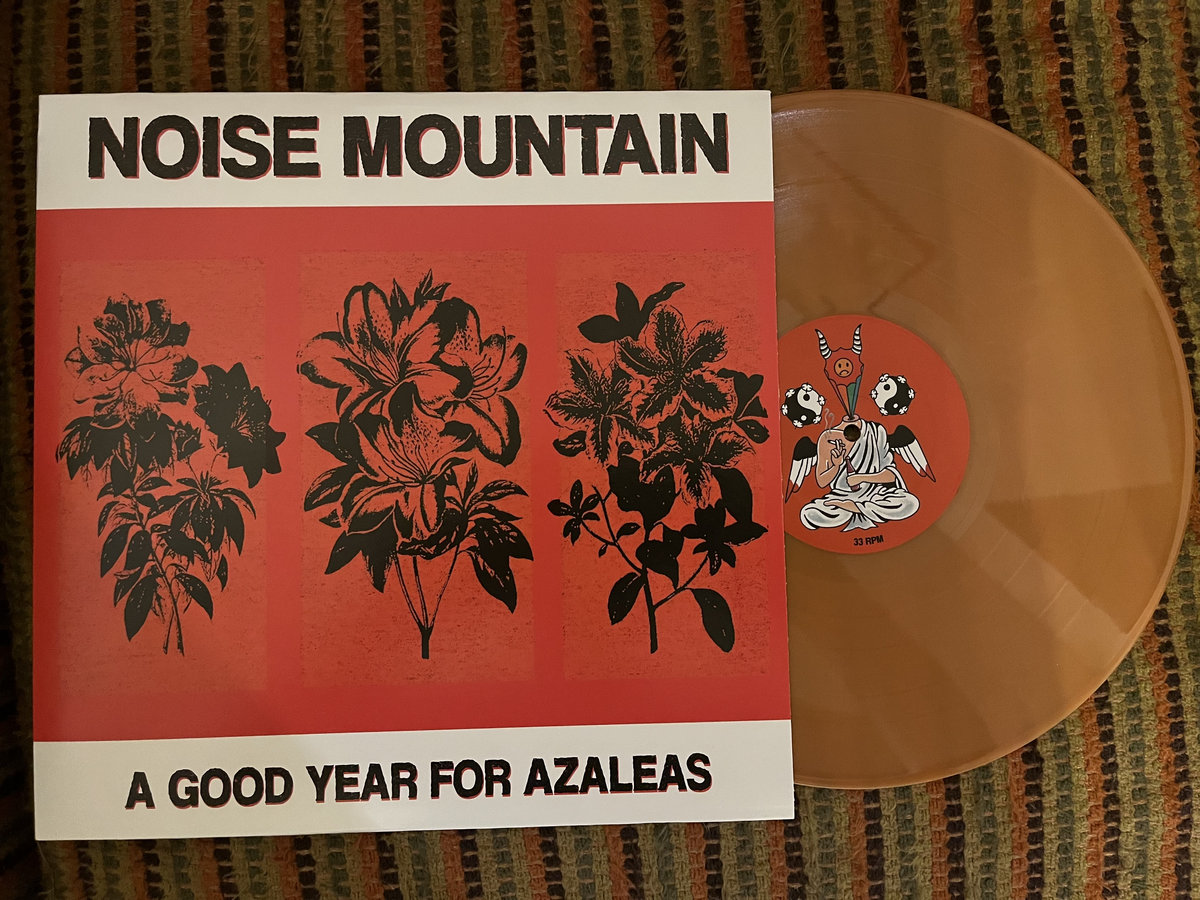 NOISE MOUNTAIN
33 RPM
A GOOD YEAR FOR AZALEAS